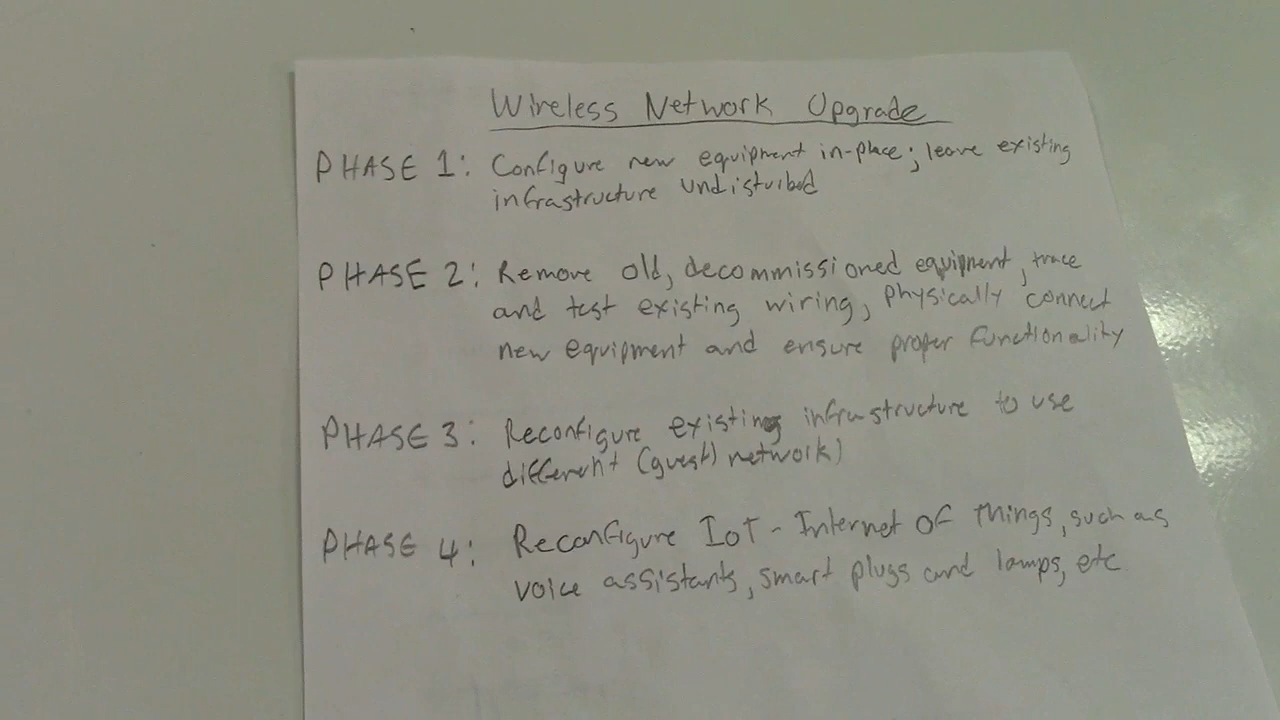 Wireless Network Upgrade
PHASE 1: Configure new equipment in-place; leave existing
infrastructure undisturbed
PHASE 2: Remove old, decommissioned equipment, trace
and test existing wiring, physically connect
new equipment and ensure proper functionality
PHASE 3: Reconfigure existing infrastructure to use
different (guest) network)
PHASE 4: Reconfigure IoT - Internet of Things, such as
voice assistants, smart plugs and lamps, etc.